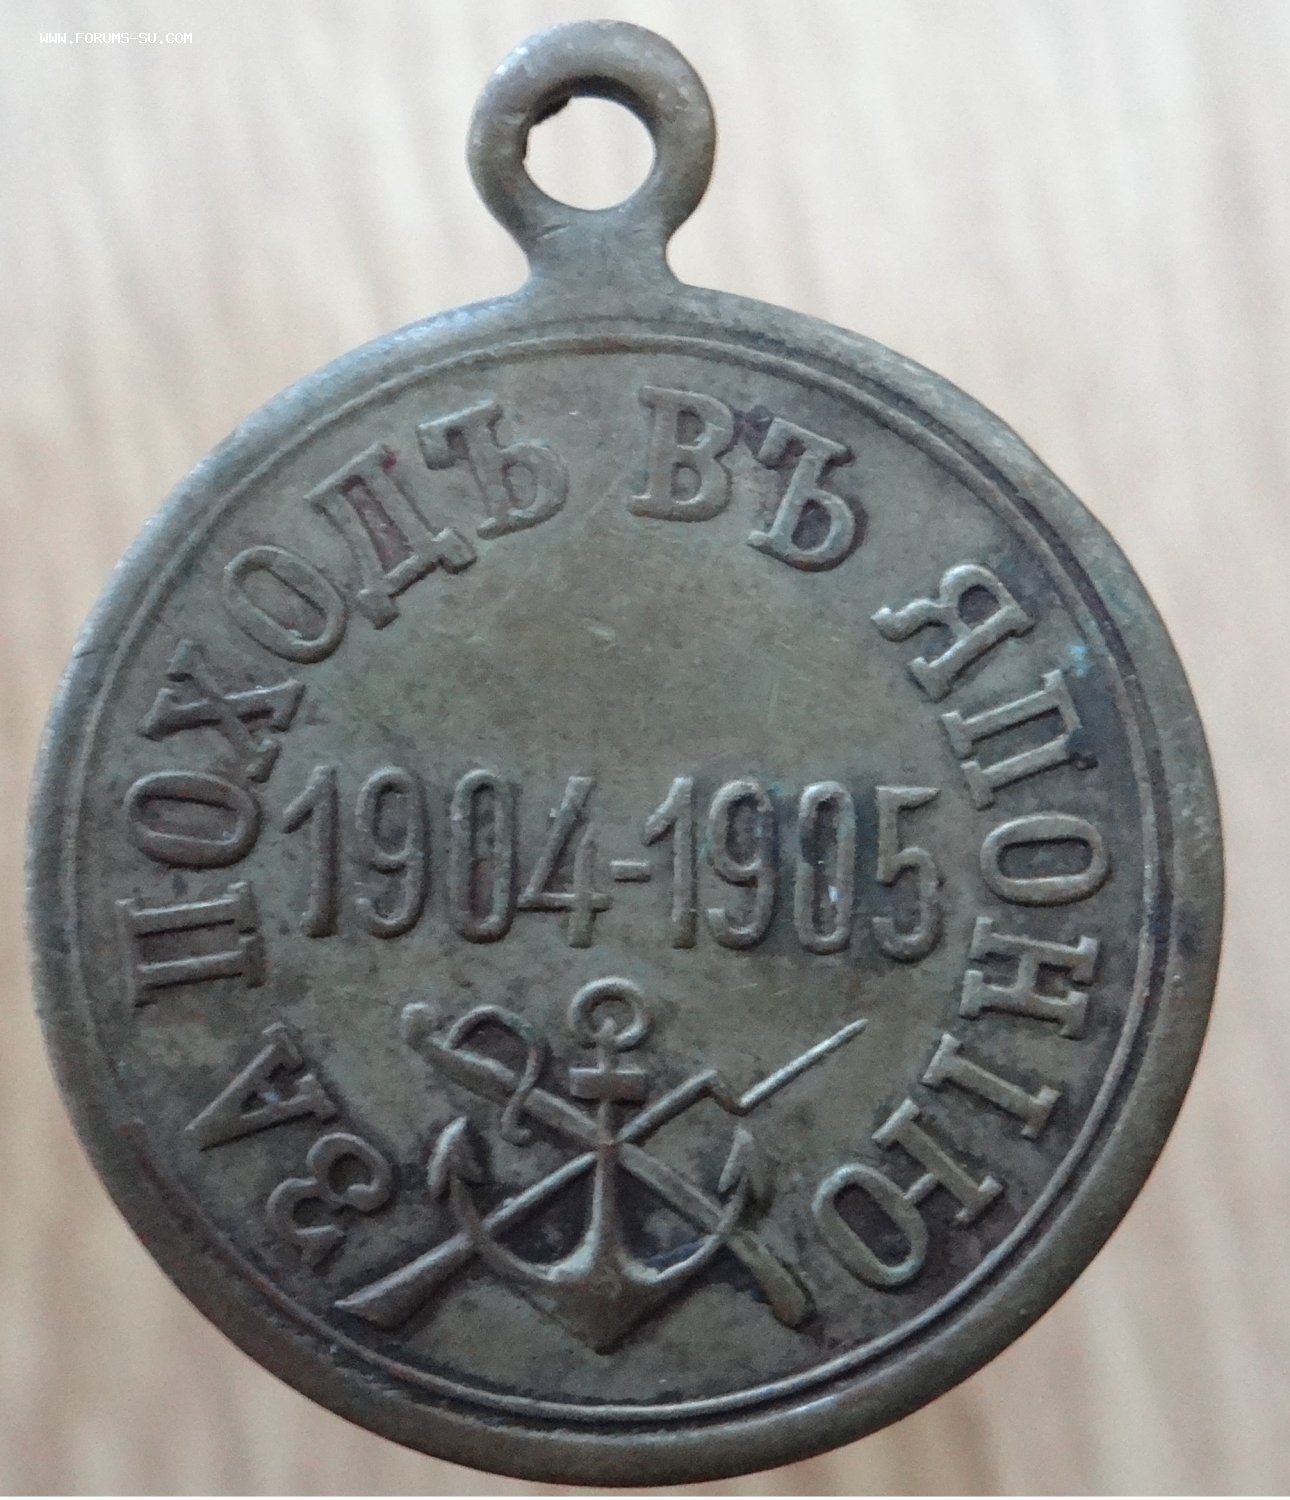 WWW.FORUMS-SU.COM
ЗА ПОХОДЪ ВЪ ЯПОНІЮ
1904-1905